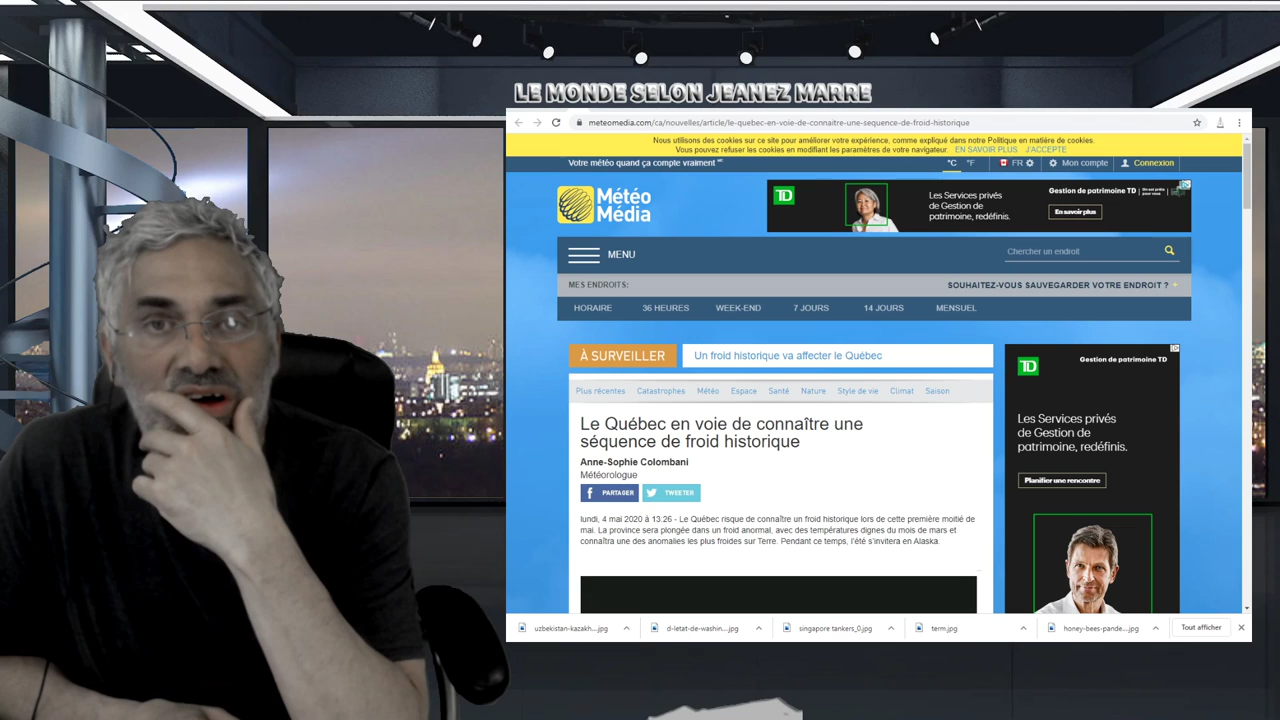 LE MONDE SELON JEANEZ MARRE
meteomedia.com/ca/nouvelles/article/le-quebec-en-voie-de-connaitre-une-sequence-de-froid-historique
Nous utilisons des cookies sur ce site pour améliorer votre expérience, comme expliqué dans notre Politique en matière de cookies.
Vous pouvez refuser les cookies en modifiant les paramètres de votre navigateur. EN SAVOIR PLUS J'ACCEPTE
Votre météo quand ça compte vraiment MC
°C °F FR Mon compte Connexion
Météo
Média
TD
Les Services privés
de Gestion de
patrimoine, redéfinis.
Gestion de patrimoine TD
En savoir plus
MENU
Chercher un endroit
MES ENDROITS:
SOUHAITEZ-VOUS SAUVEGARDER VOTRE ENDROIT ? +
HORAIRE 36 HEURES WEEK-END 7 JOURS 14 JOURS MENSUEL
À SURVEILLER Un froid historique va affecter le Québec
Plus récentes Catastrophes Météo Espace Santé Nature Style de vie Climat Saison
Le Québec en voie de connaître une
séquence de froid historique
Anne-Sophie Colombani
Météorologue
PARTAGER TWEETER
lundi, 4 mai 2020 à 13:26 - Le Québec risque de connaître un froid historique lors de cette première moitié de
mai. La province sera plongée dans un froid anormal, avec des températures dignes du mois de mars et
connaîtra une des anomalies les plus froides sur Terre. Pendant ce temps, l'été s'invitera en Alaska.
TD
Gestion de patrimoine TD
Les Services privés
de Gestion de
patrimoine, redéfinis.
Planifier une rencontre
uzbekistan-kazakh....jpg
d-letat-de-washin....jpg
singapore tankers_0.jpg
term.jpg
honey-bees-pande....jpg
Tout afficher